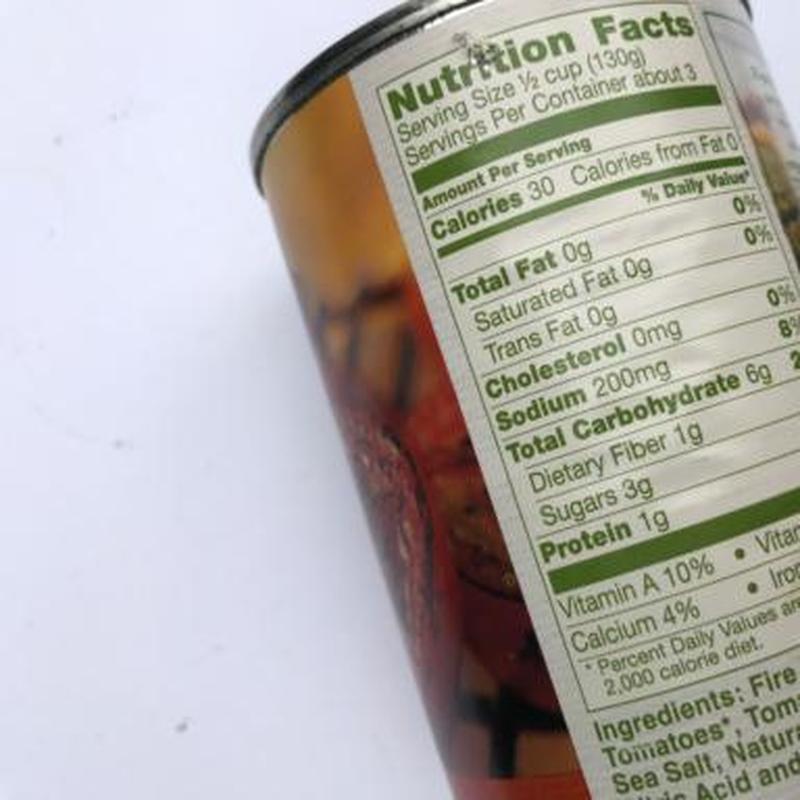 Nutrition Facts
Serving Size ½ cup (130g)
Servings Per Container about 3
Amount Per Serving
Calories 30 Calories from Fat 0
% Daily Value*
Total Fat 0g 0%
Saturated Fat 0g 0%
Trans Fat 0g
Cholesterol 0mg 0%
Sodium 200mg 8%
Total Carbohydrate 6g 2
Dietary Fiber 1g
Sugars 3g
Protein 1g
Vitamin A 10% • Vitam
Calcium 4% • Iron
* Percent Daily Values are
2,000 calorie diet.
Ingredients: Fire
Tomatoes*, Tom
Sea Salt, Natura
Acid and